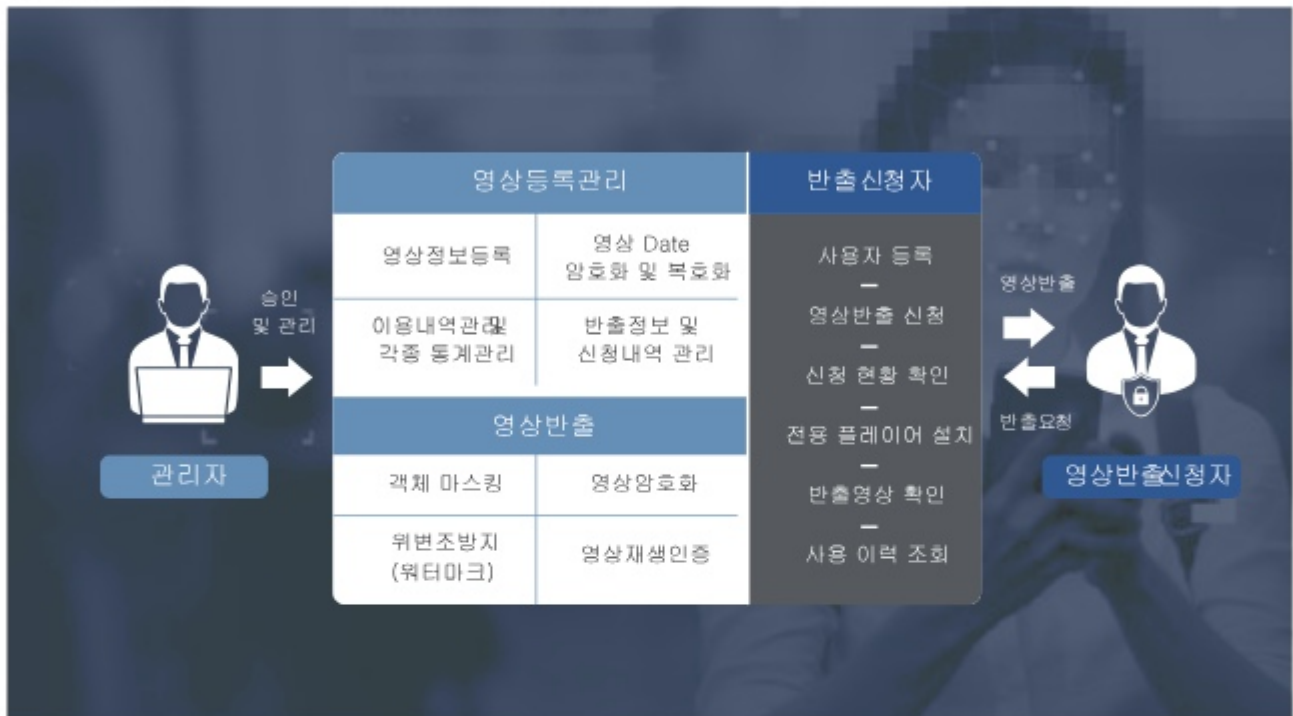 영상등록관리
반출신청자
영상정보등록
영상 Date
암호화 및 복호화
이용내역관리및
각종 통계관리
반출정보 및
신청내역 관리
영상반출
객체 마스킹
영상암호화
위변조방지
(워터마크)
영상재생인증
사용자 등록
영상반출 신청
신청 현황 확인
전용 플레이어 설치
반출영상 확인
사용 이력 조회
승인
및 관리
관리자
영상반출
반출요청
영상반출신청자